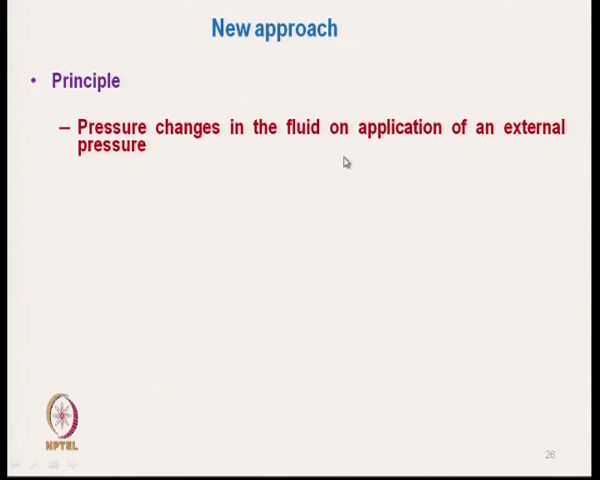 New approach
• Principle
– Pressure changes in the fluid on application of an external
pressure
NPTEL
26